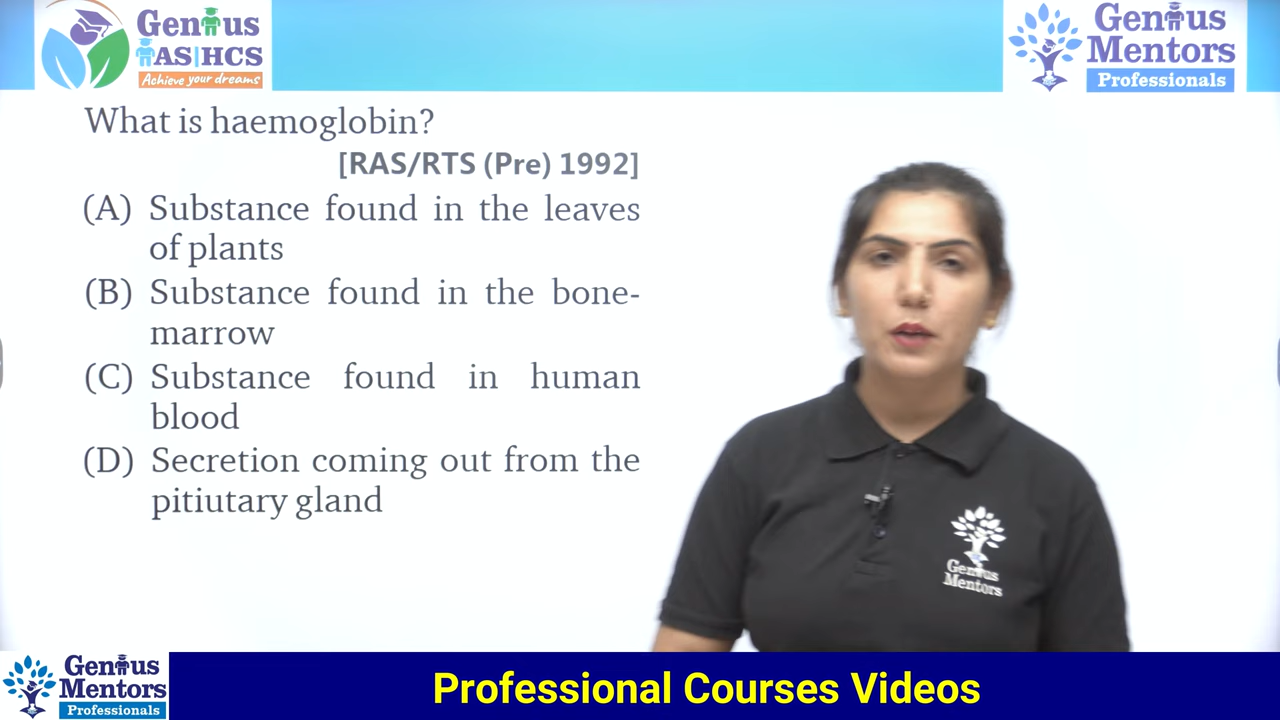 Genius
IAS|HCS
Achieve your dreams
Genius
Mentors
Professionals
What is haemoglobin?
[RAS/RTS (Pre) 1992]
(A) Substance found in the leaves
of plants
(B) Substance found in the bone-
marrow
(C) Substance found in human
blood
(D) Secretion coming out from the
pitiutary gland
Genius
Mentors
Genius
Mentors
Professionals
Professional Courses Videos